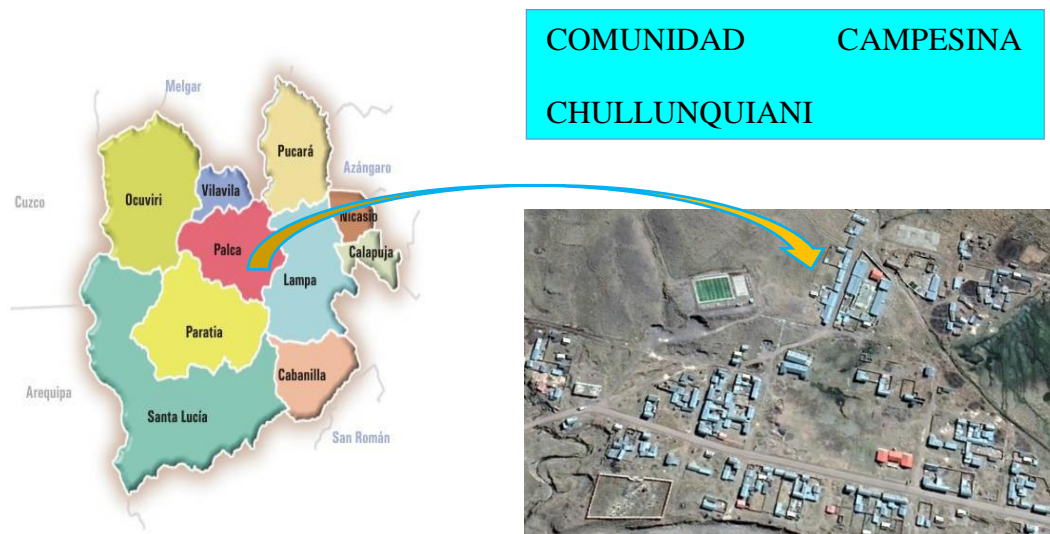 COMUNIDAD CAMPESINA
CHULLUNQUIANI
Melgar
Pucará
Azángaro
Ocuviri
Vilavila
Cuzco
Nicasio
Palca
Calapuja
Lampa
Paratia
Cabanilla
Arequipa
Santa Lucía
San Román